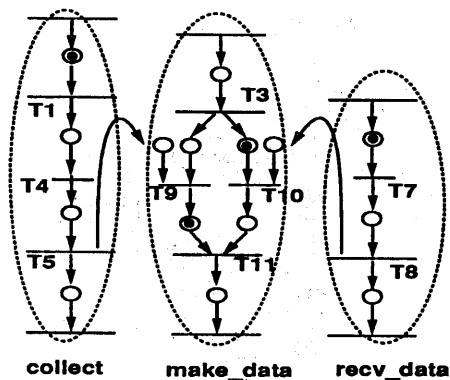 T1
T3
T4
T9
T10
T7
T5
T11
T8
collect
make_data
recv_data